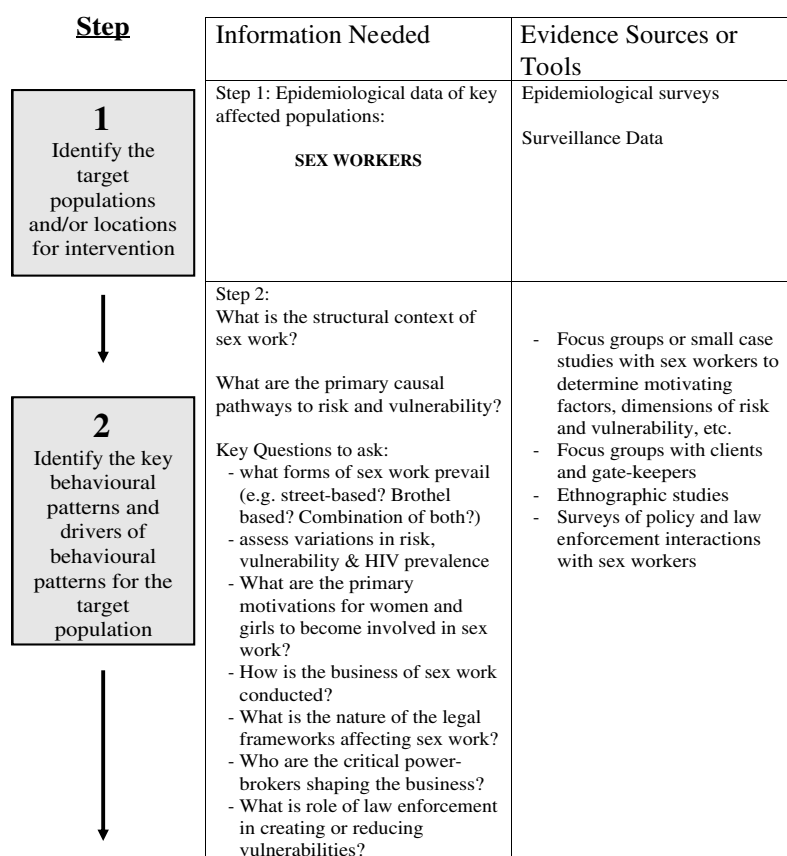 Step
Information Needed
Evidence Sources or
Tools
1
Identify the
target
populations
and/or locations
for intervention
Step 1: Epidemiological data of key
affected populations:
SEX WORKERS
Epidemiological surveys
Surveillance Data
2
Identify the key
behavioural
patterns and
drivers of
behavioural
patterns for the
target
population
Step 2:
What is the structural context of
sex work?
What are the primary causal
pathways to risk and vulnerability?
Key Questions to ask:
- what forms of sex work prevail
(e.g. street-based? Brothel
based? Combination of both?)
- assess variations in risk,
vulnerability & HIV prevalence
- What are the primary
motivations for women and
girls to become involved in sex
work?
- How is the business of sex work
conducted?
- What is the nature of the legal
frameworks affecting sex work?
- Who are the critical power-
brokers shaping the business?
- What is role of law enforcement
in creating or reducing
vulnerabilities?
- Focus groups or small case
studies with sex workers to
determine motivating
factors, dimensions of risk
and vulnerability, etc.
- Focus groups with clients
and gate-keepers
- Ethnographic studies
- Surveys of policy and law
enforcement interactions
with sex workers